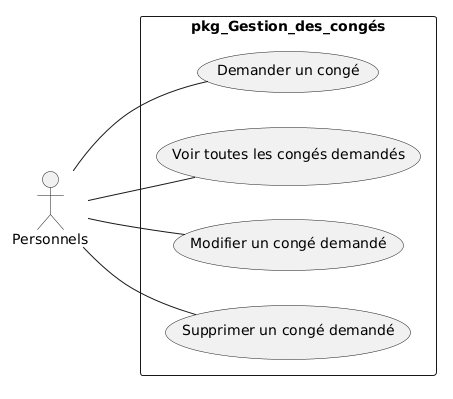 pkg_Gestion_des_congés
Demander un congé
Voir toutes les congés demandés
Modifier un congé demandé
Personnels
Supprimer un congé demandé